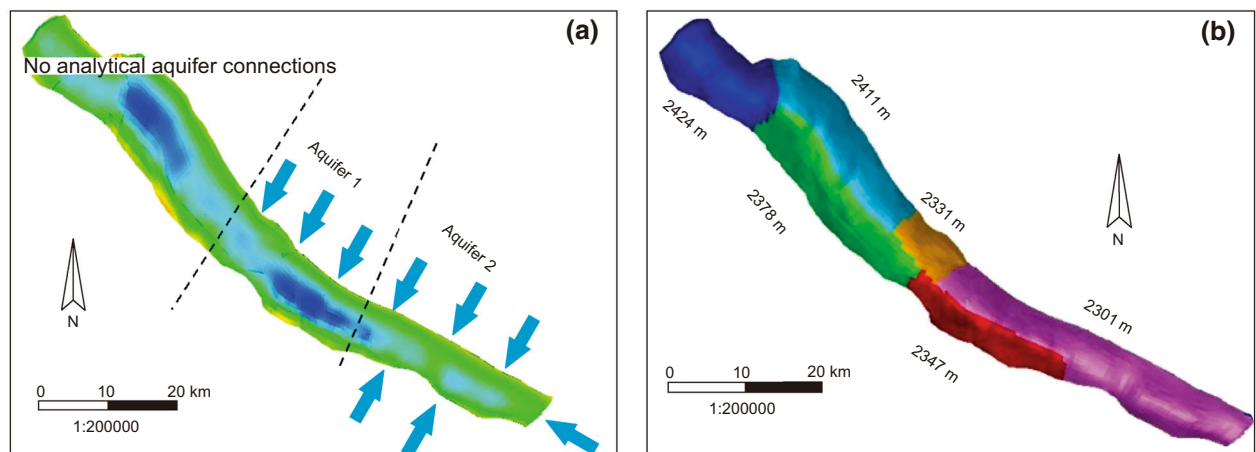 (a)
No analytical aquifer connections
Aquifer 1
Aquifer 2
N
0 10 20 km
1:200000
(b)
2424 m
2411 m
2378 m
2331 m
2301 m
2347 m
N
0 10 20 km
1:200000